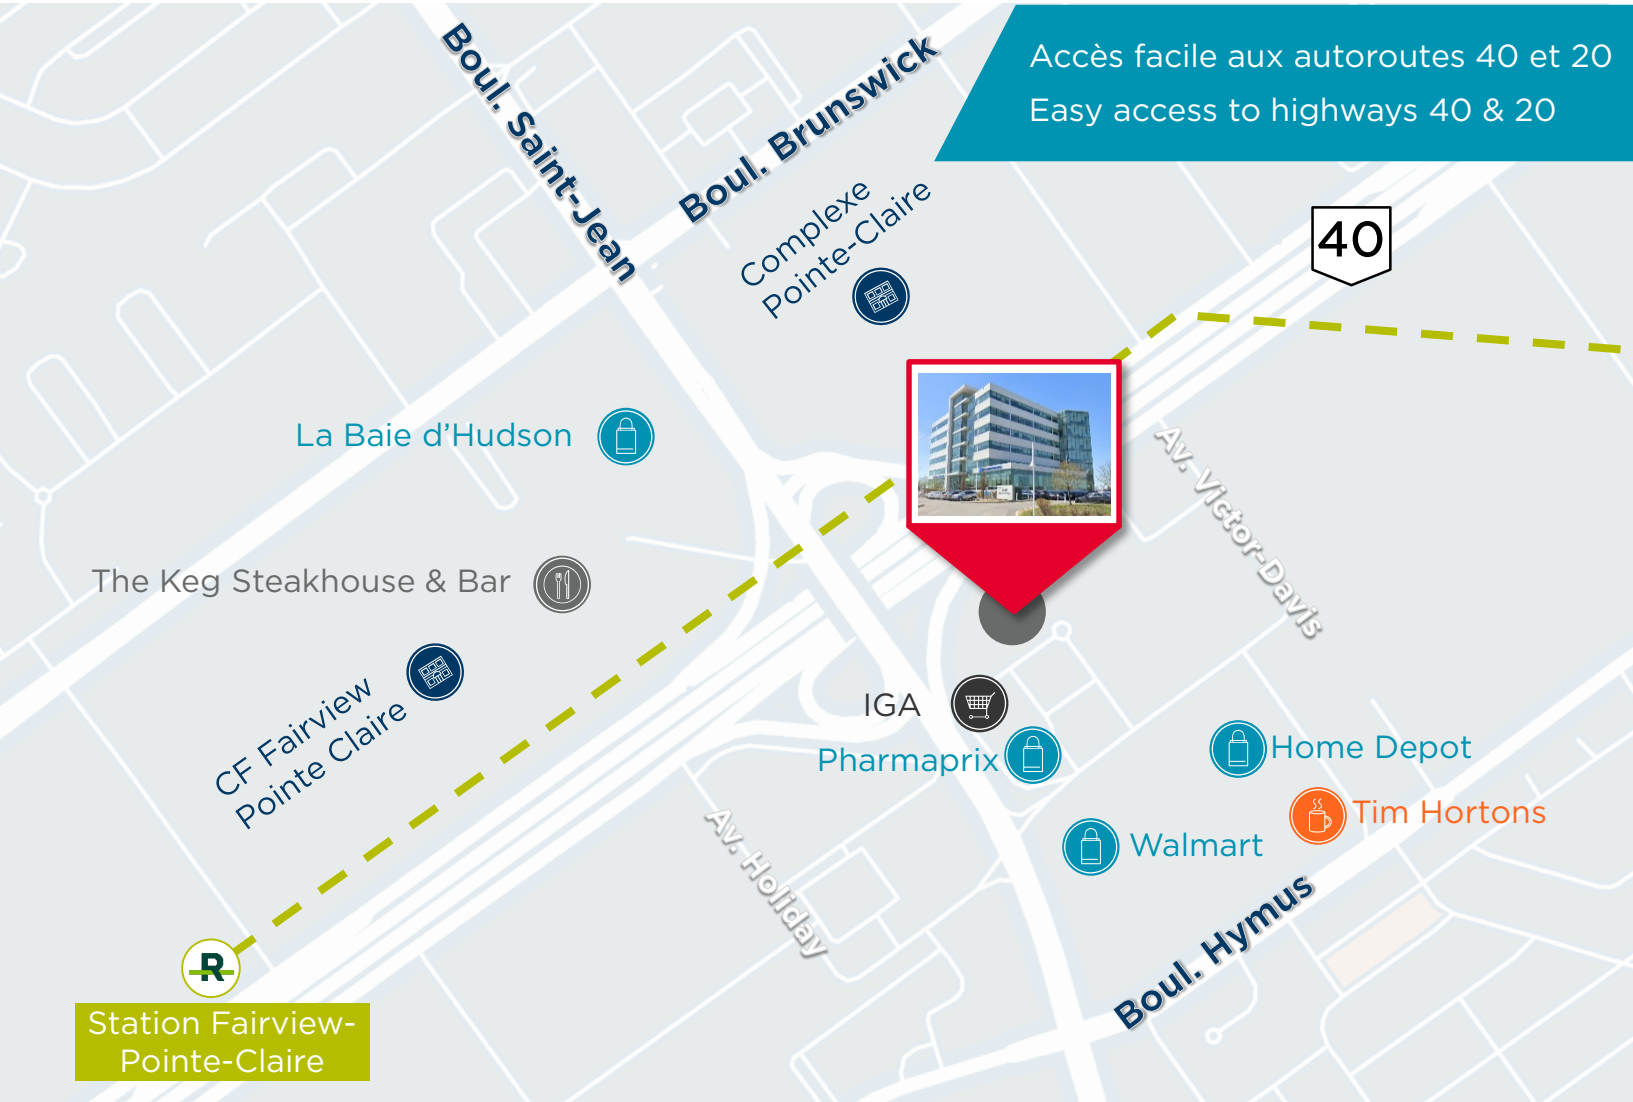 Accès facile aux autoroutes 40 et 20
Easy access to highways 40 & 20
Boul. Saint-Jean
Boul. Brunswick
Complexe
Pointe-Claire
40
La Baie d’Hudson
Av. Victor-Davis
The Keg Steakhouse & Bar
CF Fairview
Pointe Claire
IGA
Pharmaprix
Home Depot
Tim Hortons
Walmart
Av. Holiday
Boul. Hymus
R
Station Fairview-
Pointe-Claire